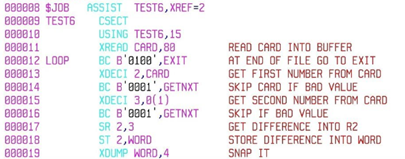 000008 $JOB ASSIST TEST6,XREF=2
000009 TEST6 CSECT
000010 USING TEST6,15
000011 XREAD CARD,80 READ CARD INTO BUFFER
000012 LOOP BC B'0100',EXIT AT END OF FILE GO TO EXIT
000013 XDECI 2,CARD GET FIRST NUMBER FROM CARD
000014 BC B'0001',GETNXT SKIP CARD IF BAD VALUE
000015 XDECI 3,0(1) GET SECOND NUMBER FROM CARD
000016 BC B'0001',GETNXT SKIP IF BAD VALUE
000017 SR 2,3 GET DIFFERENCE INTO R2
000018 ST 2,WORD STORE DIFFERENCE INTO WORD
000019 XDUMP WORD,4 SNAP IT